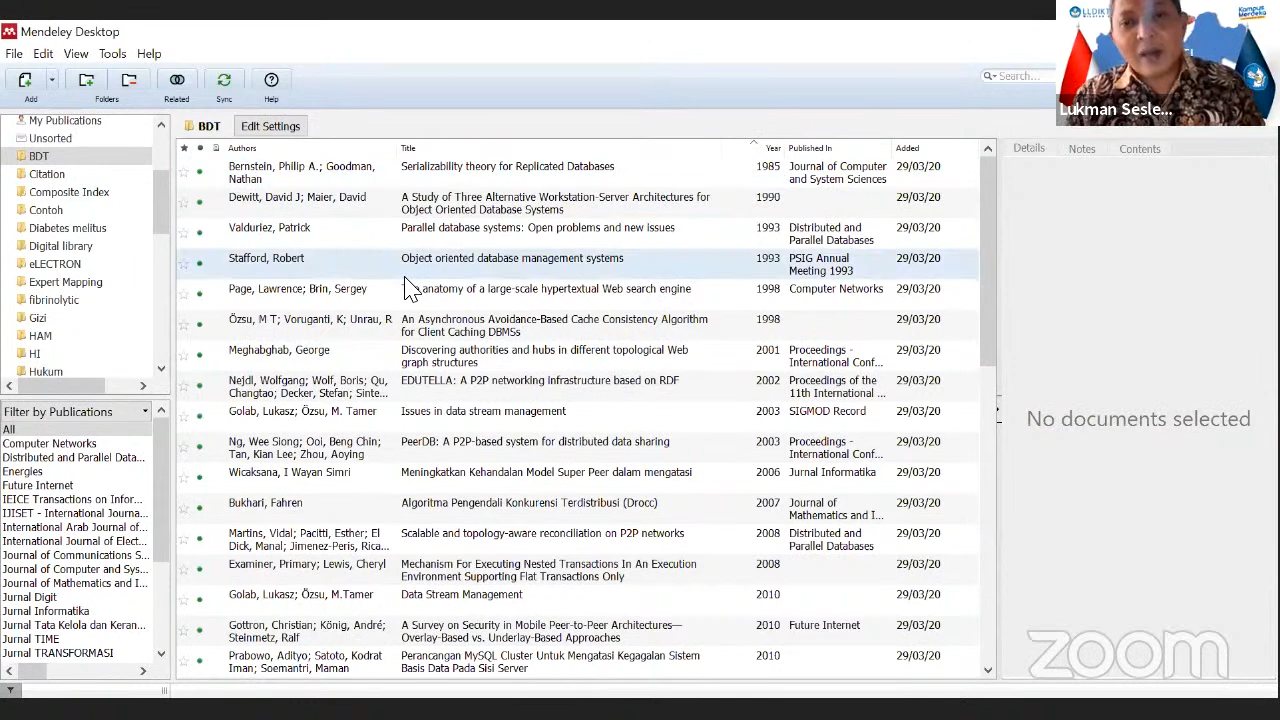 Mendeley Desktop
File Edit View Tools Help
Add Folders Related Sync Help
Search...
LLDIKT
Kampus
Merdeka
Lukman Sesle...
My Publications
Unsorted
BDT
Citation
Composite Index
Contoh
Diabetes melitus
Digital library
eLECTRON
Expert Mapping
fibrinolytic
Gizi
HAM
HI
Hukum
Filter by Publications
All
Computer Networks
Distributed and Parallel Data...
Energies
Future Internet
IEICE Transactions on Infor...
IJISET - International Journa...
International Arab Journal of...
International Journal of Elect...
Journal of Communications S...
Journal of Computer and Sys...
Journal of Mathematics and I...
Jurnal Digit
Jurnal Informatika
Jurnal Tata Kelola dan Keran...
Jurnal TIME
Jurnal TRANSFORMASI
BDT Edit Settings
Authors Title Year Published In Added
Bernstein, Philip A.; Goodman, Serializability theory for Replicated Databases 1985 Journal of Computer 29/03/20
Nathan and System Sciences
Dewitt, David J; Maier, David A Study of Three Alternative Workstation-Server Architectures for 1990 29/03/20
Object Oriented Database Systems
Valduriez, Patrick Parallel database systems: Open problems and new issues 1993 Distributed and 29/03/20
Parallel Databases
Stafford, Robert Object oriented database management systems 1993 PSIG Annual 29/03/20
Meeting 1993
Page, Lawrence; Brin, Sergey anatomy of a large-scale hypertextual Web search engine 1998 Computer Networks 29/03/20
Özsu, M T; Voruganti, K; Unrau, R An Asynchronous Avoidance-Based Cache Consistency Algorithm 1998 29/03/20
for Client Caching DBMSs
Meghabghab, George Discovering authorities and hubs in different topological Web 2001 Proceedings - 29/03/20
graph structures International Conf...
Nejdl, Wolfgang; Wolf, Boris; Qu, EDUTELLA: A P2P networking infrastructure based on RDF 2002 Proceedings of the 29/03/20
Changtao; Decker, Stefan; Sinte... 11th International ...
Golab, Lukasz; Özsu, M. Tamer Issues in data stream management 2003 SIGMOD Record 29/03/20
Ng, Wee Siong; Ooi, Beng Chin; PeerDB: A P2P-based system for distributed data sharing 2003 Proceedings - 29/03/20
Tan, Kian Lee; Zhou, Aoying International Conf...
Wicaksana, I Wayan Simri Meningkatkan Kehandalan Model Super Peer dalam mengatasi 2006 Jurnal Informatika 29/03/20
Bukhari, Fahren Algoritma Pengendali Konkurensi Terdistribusi (Drocc) 2007 Journal of 29/03/20
Mathematics and I...
Martins, Vidal; Pacitti, Esther; El Scalable and topology-aware reconciliation on P2P networks 2008 Distributed and 29/03/20
Dick, Manal; Jimenez-Peris, Rica... Parallel Databases
Examiner, Primary; Lewis, Cheryl Mechanism For Executing Nested Transactions In An Execution 2008 29/03/20
Environment Supporting Flat Transactions Only
Golab, Lukasz; Özsu, M.Tamer Data Stream Management 2010 29/03/20
Gottron, Christian; König, André; A Survey on Security in Mobile Peer-to-Peer Architectures— 2010 Future Internet 29/03/20
Steinmetz, Ralf Overlay-Based vs. Underlay-Based Approaches
Prabowo, Adityo; Satoto, Kodrat Perancangan MySQL Cluster Untuk Mengatasi Kegagalan Sistem 2010 29/03/20
Iman; Soemantri, Maman Basis Data Pada Sisi Server
Details Notes Contents
No documents selected
zoom